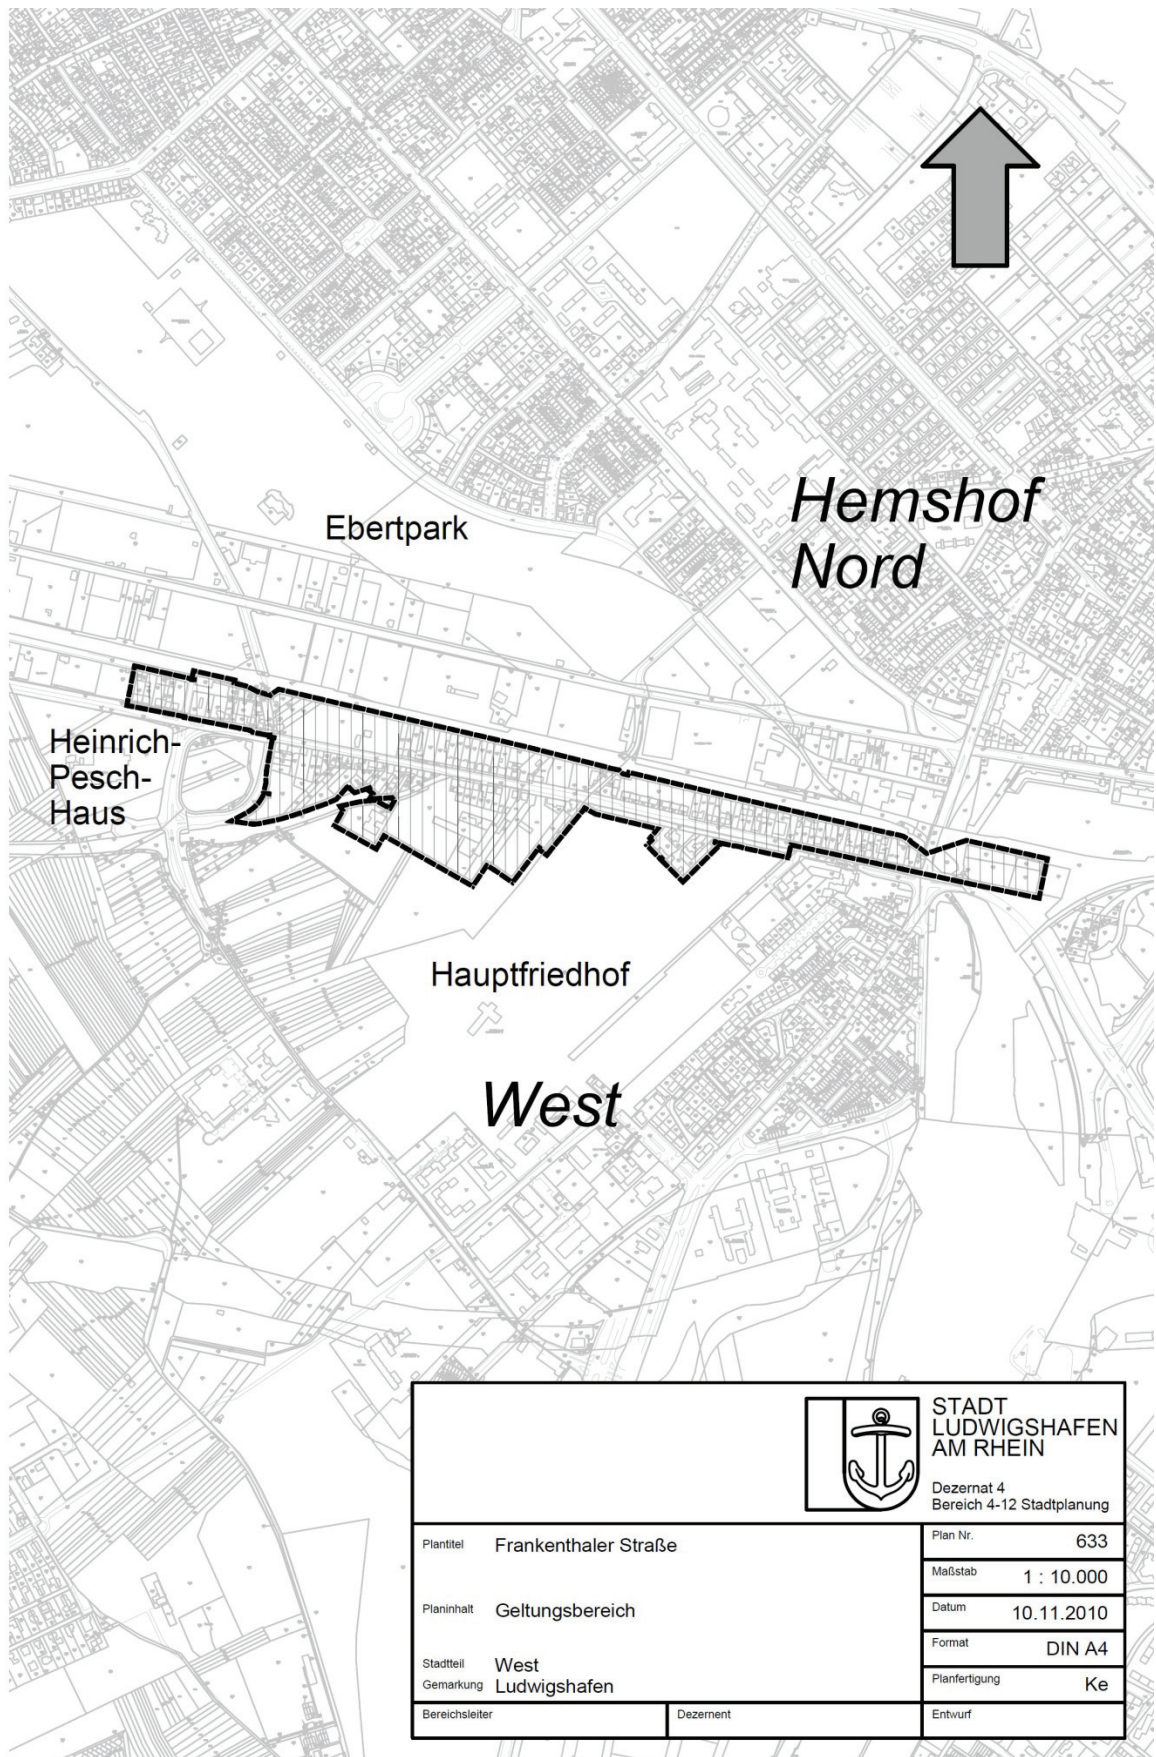 Hemshof
Nord
Ebertpark
Heinrich-
Pesch-
Haus
Hauptfriedhof
West
STADT
LUDWIGSHAFEN
AM RHEIN
Dezernat 4
Bereich 4-12 Stadtplanung
Plantitel Frankenthaler Straße
Plan Nr. 633
Maßstab 1 : 10.000
Planinhalt Geltungsbereich
Datum 10.11.2010
Format DIN A4
Stadtteil West
Gemarkung Ludwigshafen
Planfertigung Ke
Bereichsleiter Dezernent Entwurf